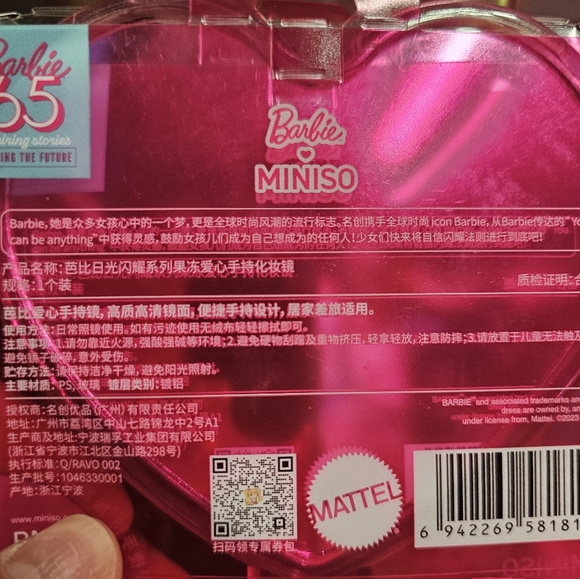 Barbie
65
iring stories
ING THE FUTURE
Barbie
MINISO
Barbie，她是众多女孩心中的一个梦，更是全球时尚风潮的流行标志。名创携手全球时尚 icon Barbie，从Barbie传达的"Yo
can be anything"中获得灵感，鼓励女孩儿们成为自己想成为的任何人！少女们快来将自信闪耀法则进行到底吧！
产品名称：芭比日光闪耀系列果冻爱心手持化妆镜
规格：1个装
质检证明：合
芭比爱心手持镜，高质高清镜面，便捷手持设计，居家差旅适用。
使用方法：日常照镜使用。如有污迹使用无绒布轻轻擦拭即可。
注意事项：1.请勿靠近火源，强酸强碱等环境；2.避免硬物刮蹭及重物挤压，轻拿轻放，注意防摔；3.请放置于儿童无法触及
避免镜子破碎，意外受伤。
贮存方法：请保持洁净干燥，避免阳光照射。
主要材质：PS，玻璃 镀层类别：镀铝
授权商：名创优品（广州）有限责任公司
地址：广州市荔湾区中山七路锦龙中2号A1
生产商及地址：宁波瑞孚工业集团有限公司
（浙江省宁波市江北区金山路298号）
执行标准：Q/RAVO 002
生产批号：1046330001
产地：浙江宁波
www.miniso.
BARBIE™ and associated trademarks and
dress are owned by, an
under license from, Mattel. ©2023
扫码领专属券包
MATTEL
6 942269 58181